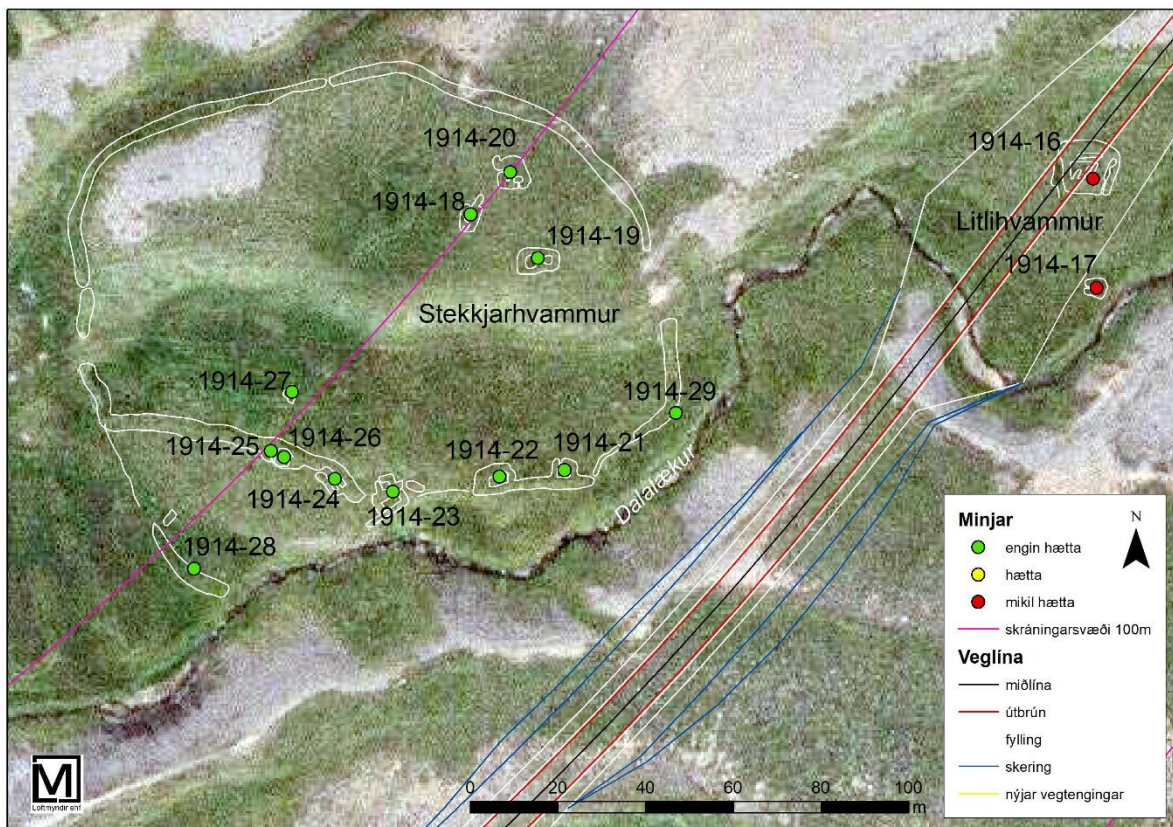 1914-20
1914-16
1914-18
Litlihvammur
1914-19
1914-17
Stekkjarhvammur
1914-27
1914-29
1914-26
1914-25
1914-22
1914-21
1914-24
1914-23
Dalalækur
1914-28
Minjar
N
engin hætta
hætta
mikil hætta
skráningarsvæði 100m
Veglína
miðlína
útbrún
fylling
skering
nýjar vegtengingar
M
Loftmyndir ehf
0 20 40 60 80 100
m